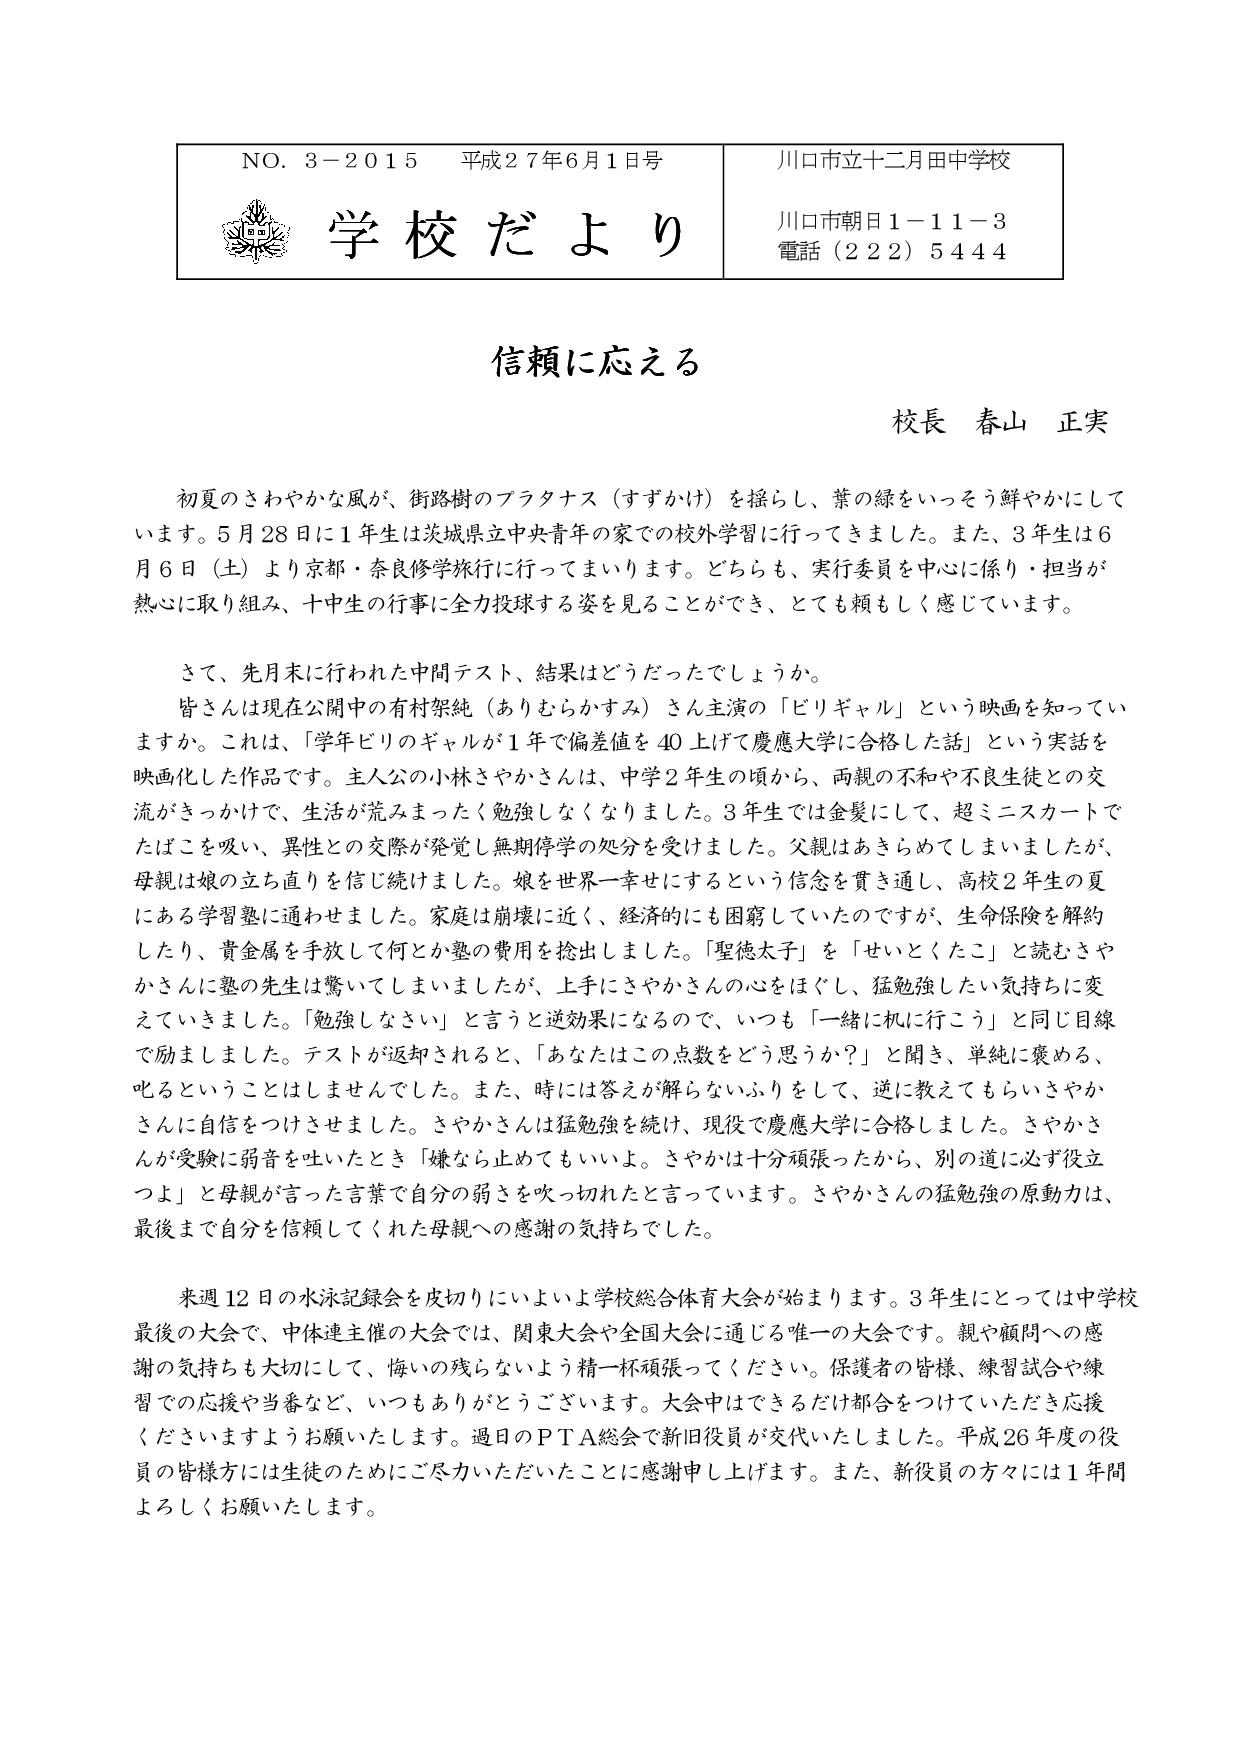 NO. 3－2015　平成27年6月1日号
学校だより
川口市立十二月田中学校
川口市朝日1－11－3
電話（222）5444
信頼に応える
校長　春山　正実
初夏のさわやかな風が、街路樹のプラタナス（すずかけ）を揺らし、葉の緑をいっそう鮮やかにして
います。5月28日に1年生は茨城県立中央青年の家での校外学習に行ってきました。また、3年生は6
月6日（土）より京都・奈良修学旅行に行ってまいります。どちらも、実行委員を中心に係り・担当が
熱心に取り組み、十中生の行事に全力投球する姿を見ることができ、とても頼もしく感じています。
さて、先月末に行われた中間テスト、結果はどうだったでしょうか。
皆さんは現在公開中の有村架純（ありむらかすみ）さん主演の「ビリギャル」という映画を知ってい
ますか。これは、「学年ビリのギャルが1年で偏差値を40上げて慶應大学に合格した話」という実話を
映画化した作品です。主人公の小林さやかさんは、中学2年生の頃から、両親の不和や不良生徒との交
流がきっかけで、生活が荒みまったく勉強しなくなりました。3年生では金髪にして、超ミニスカートで
たばこを吸い、異性との交際が発覚し無期停学の処分を受けました。父親はあきらめてしまいましたが、
母親は娘の立ち直りを信じ続けました。娘を世界一幸せにするという信念を貫き通し、高校2年生の夏
にある学習塾に通わせました。家庭は崩壊に近く、経済的にも困窮していたのですが、生命保険を解約
したり、貴金属を手放して何とか塾の費用を捻出しました。「聖徳太子」を「せいとくたこ」と読むさや
かさんに塾の先生は驚いてしまいましたが、上手にさやかさんの心をほぐし、猛勉強したい気持ちに変
えていきました。「勉強しなさい」と言うと逆効果になるので、いつも「一緒に机に行こう」と同じ目線
で励ましました。テストが返却されると、「あなたはこの点数をどう思うか？」と聞き、単純に褒める、
叱るということはしませんでした。また、時には答えが解らないふりをして、逆に教えてもらいさやか
さんに自信をつけさせました。さやかさんは猛勉強を続け、現役で慶應大学に合格しました。さやかさ
んが受験に弱音を吐いたとき「嫌なら止めてもいいよ。さやかは十分頑張ったから、別の道に必ず役立
つよ」と母親が言った言葉で自分の弱さを吹っ切れたと言っています。さやかさんの猛勉強の原動力は、
最後まで自分を信頼してくれた母親への感謝の気持ちでした。
来週12日の水泳記録会を皮切りにいよいよ学校総合体育大会が始まります。3年生にとっては中学校
最後の大会で、中体連主催の大会では、関東大会や全国大会に通じる唯一の大会です。親や顧問への感
謝の気持ちも大切にして、悔いの残らないよう精一杯頑張ってください。保護者の皆様、練習試合や練
習での応援や当番など、いつもありがとうございます。大会中はできるだけ都合をつけていただき応援
くださいますようお願いたします。過日のPTA総会で新旧役員が交代いたしました。平成26年度の役
員の皆様方には生徒のためにご尽力いただいたことに感謝申し上げます。また、新役員の方々には1年間
よろしくお願いたします。